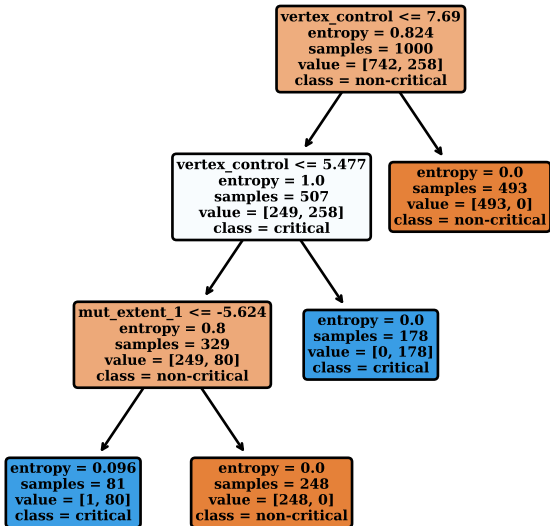 vertex_control <= 7.69
entropy = 0.824
samples = 1000
value = [742, 258]
class = non-critical
vertex_control <= 5.477
entropy = 1.0
samples = 507
value = [249, 258]
class = critical
entropy = 0.0
samples = 493
value = [493, 0]
class = non-critical
mut_extent_1 <= -5.624
entropy = 0.8
samples = 329
value = [249, 80]
class = non-critical
entropy = 0.0
samples = 178
value = [0, 178]
class = critical
entropy = 0.096
samples = 81
value = [1, 80]
class = critical
entropy = 0.0
samples = 248
value = [248, 0]
class = non-critical